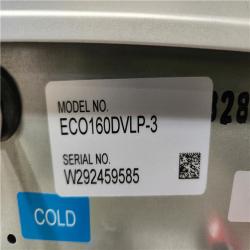 MODEL NO.
ECO160DVLP-3
SERIAL NO.
W292459585
COLD